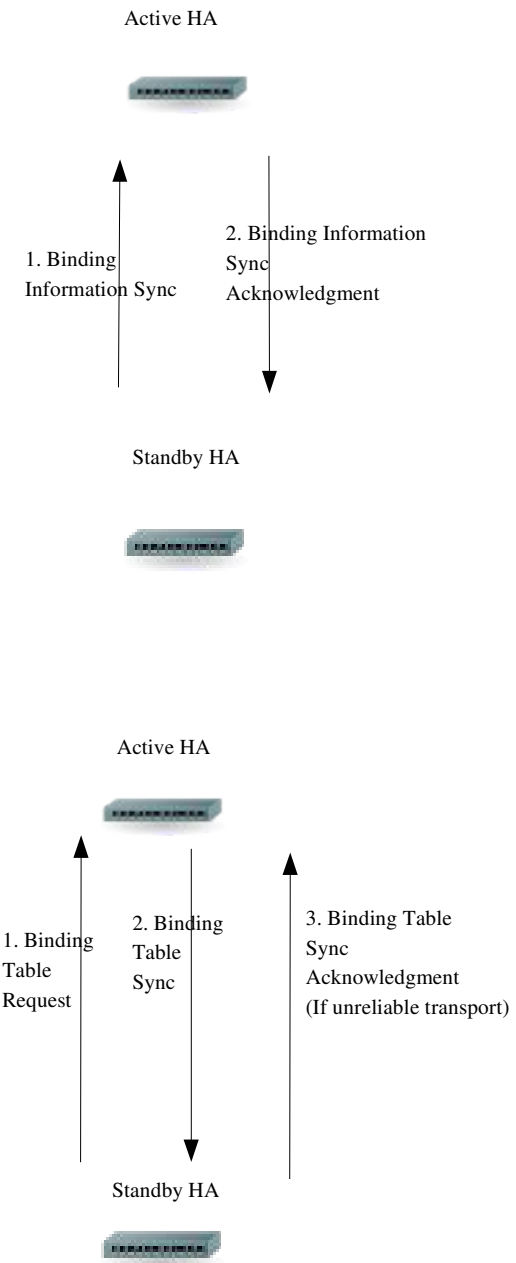 Active HA
1. Binding
Information Sync
2. Binding Information
Sync
Acknowledgment
Standby HA
Active HA
1. Binding
Table
Request
2. Binding
Table
Sync
3. Binding Table
Sync
Acknowledgment
(If unreliable transport)
Standby HA